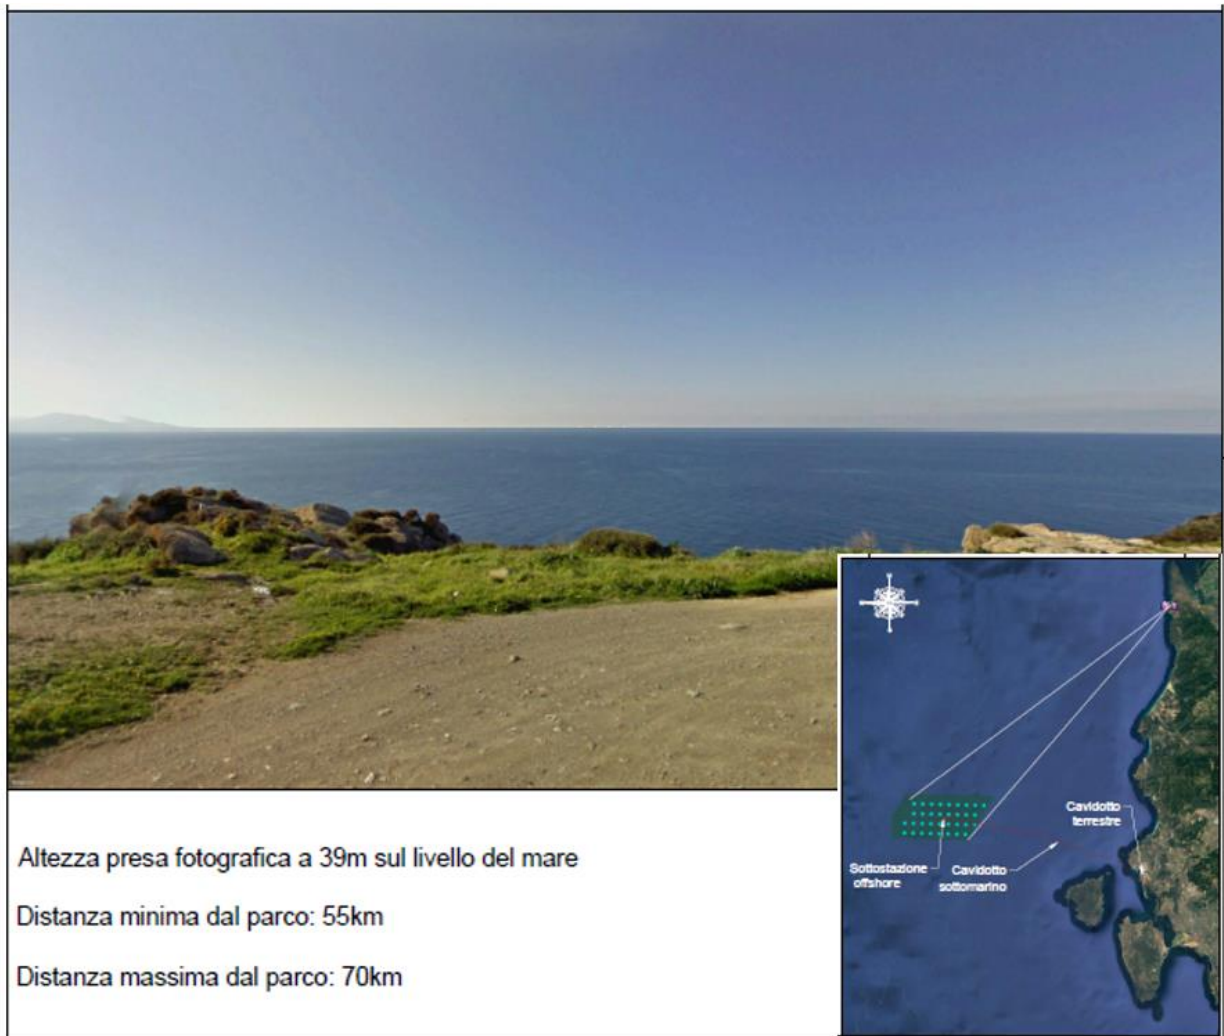 Altezza presa fotografica a 39m sul livello del mare
Distanza minima dal parco: 55km
Distanza massima dal parco: 70km
Cavidotto
terrestre
Sottostazione
offshore
Cavidotto
sottomarino